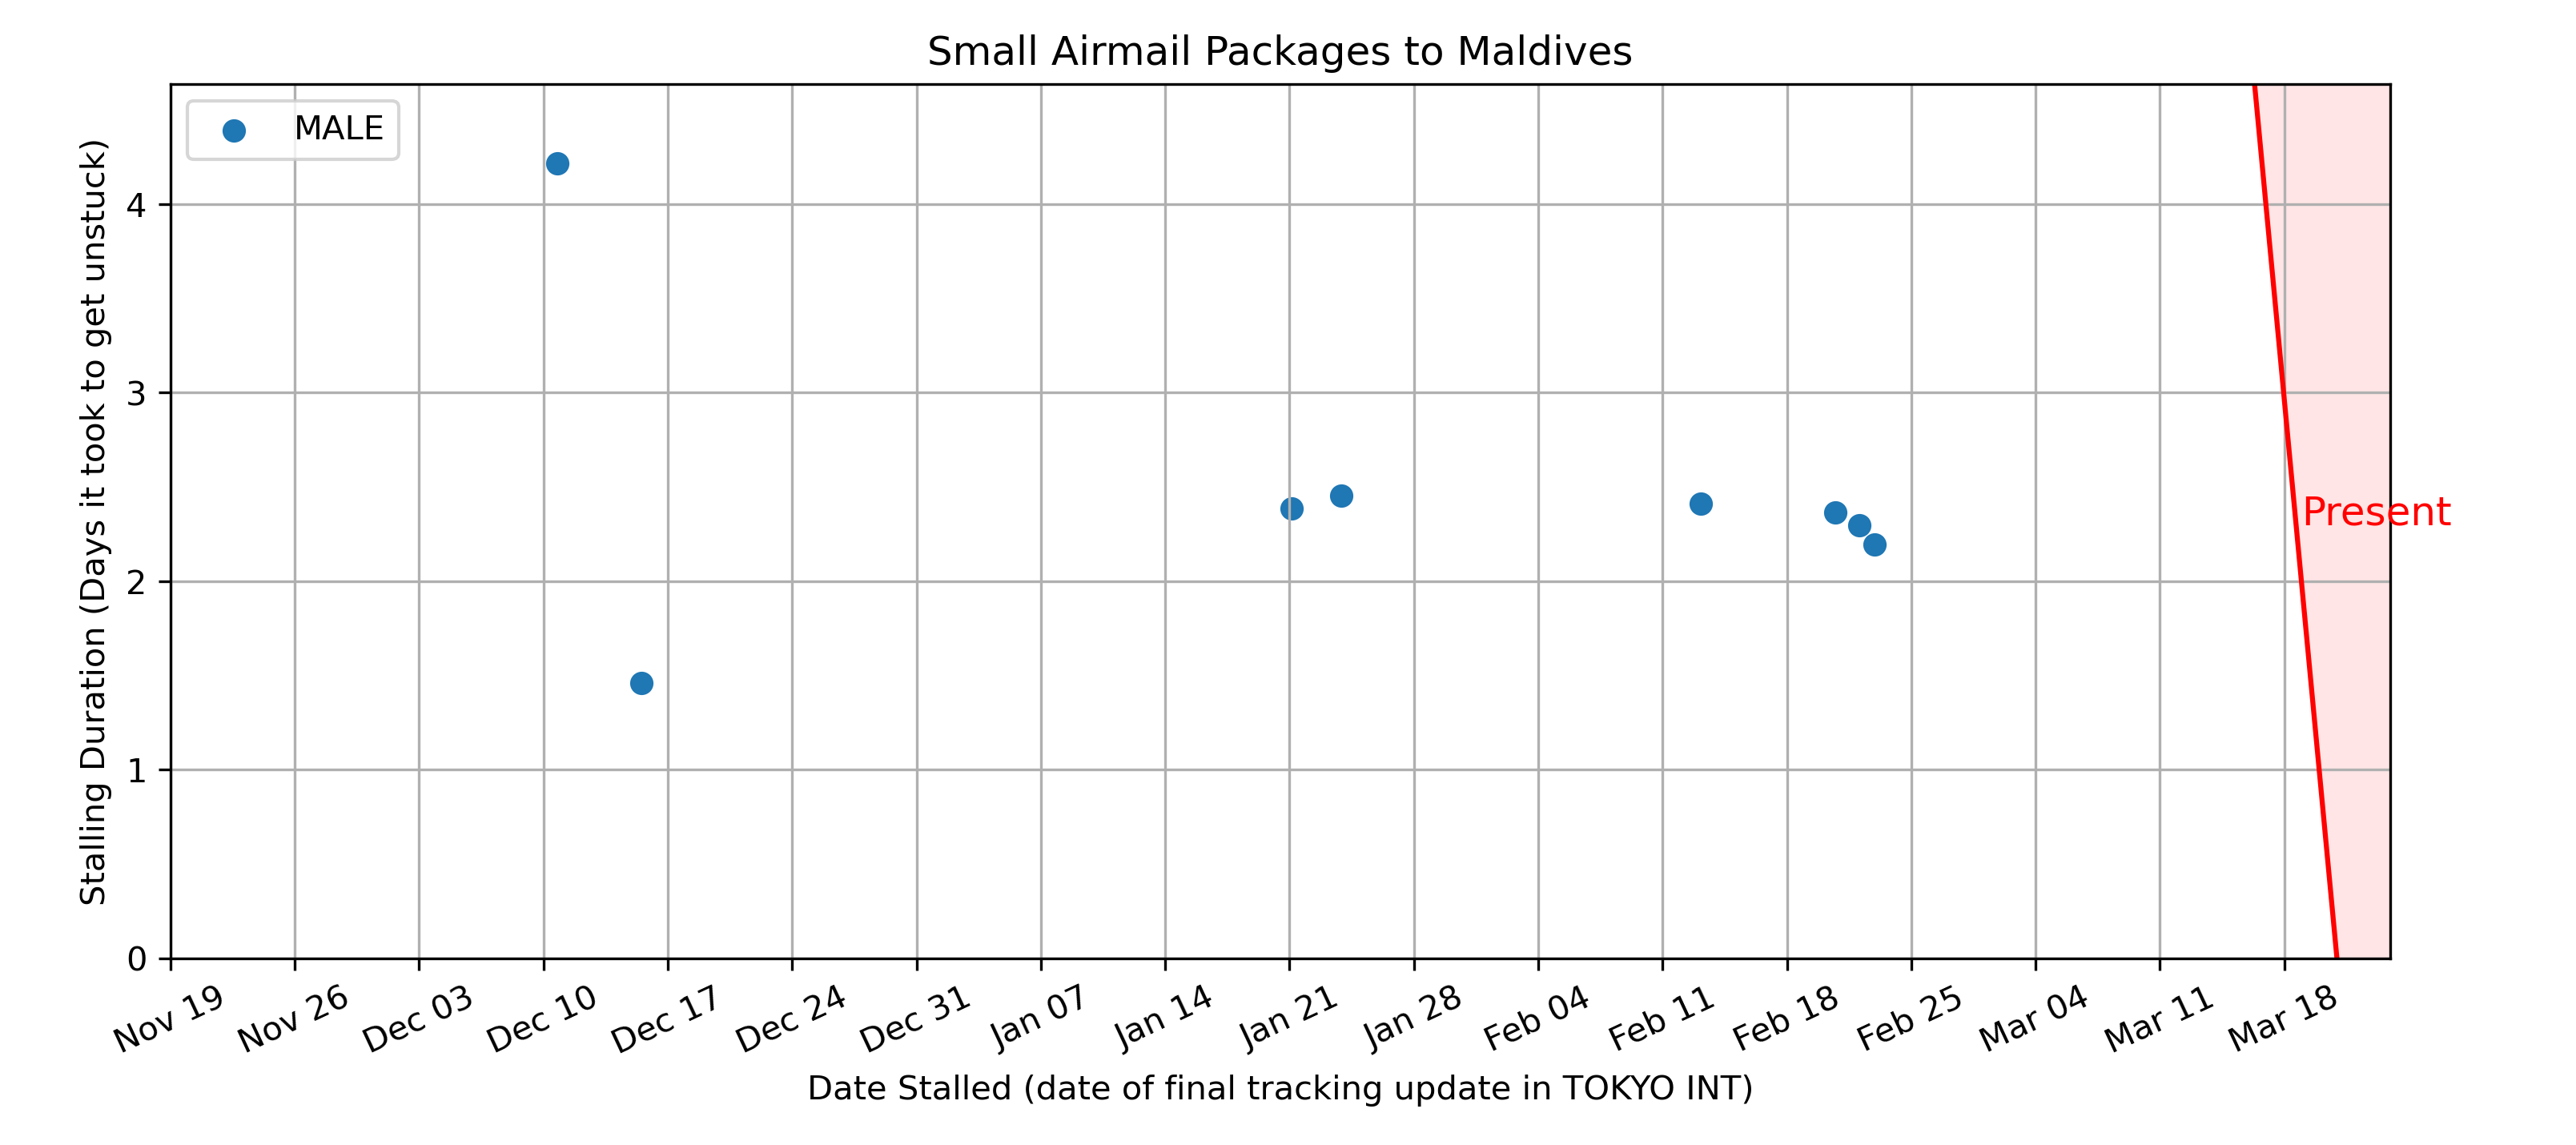 Small Airmail Packages to Maldives
MALE
Stalling Duration (Days it took to get unstuck)
4
3
2
1
0
Present
Nov 19
Nov 26
Dec 03
Dec 10
Dec 17
Dec 24
Dec 31
Jan 07
Jan 14
Jan 21
Jan 28
Feb 04
Feb 11
Feb 18
Feb 25
Mar 04
Mar 11
Mar 18
Date Stalled (date of final tracking update in TOKYO INT)